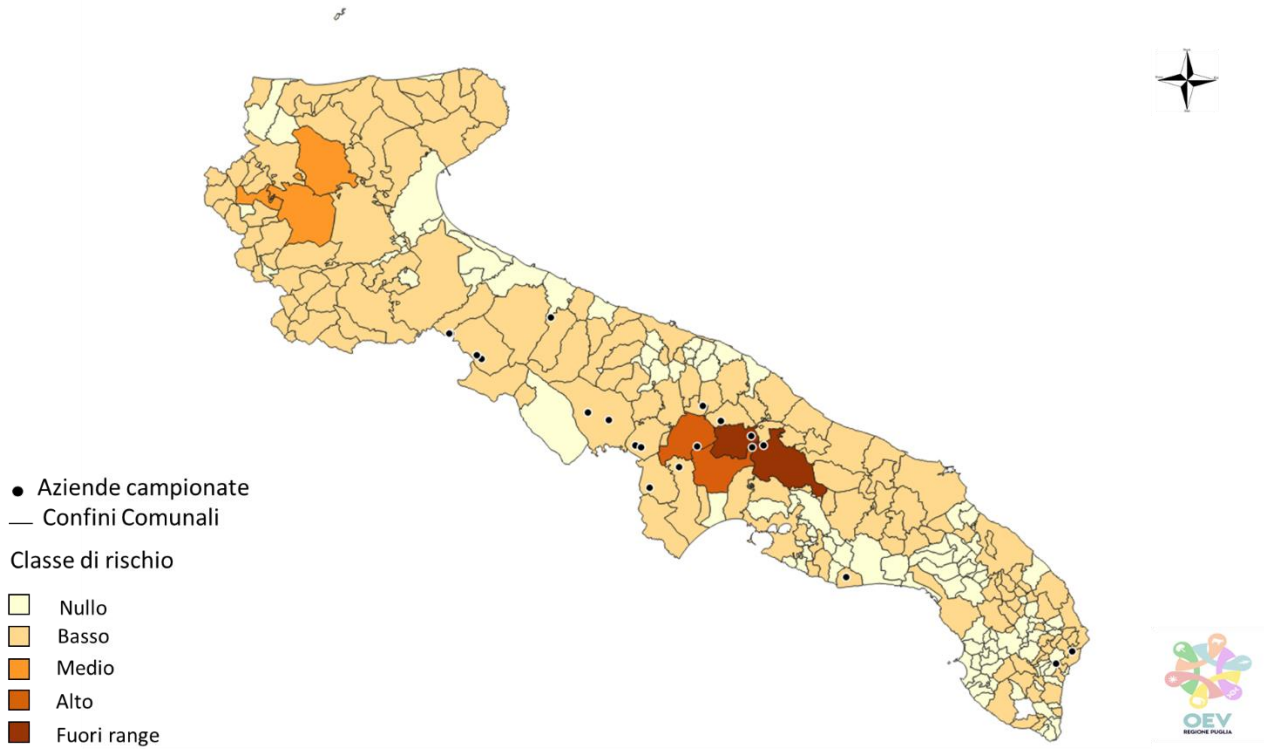 Aziende campionate
Confini Comunali
Classe di rischio
Nullo
Basso
Medio
Alto
Fuori range
OEV
REGIONE PUGLIA